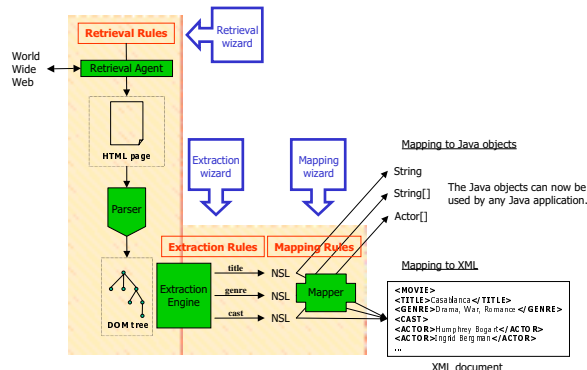 Retrieval Rules
Retrieval
wizard
World
Wide
Web
Retrieval Agent
HTML page
Mapping to Java objects
Extraction
wizard
Mapping
wizard
String
String[]
The Java objects can now be
used by any Java application.
Actor[]
Parser
Extraction Rules
Mapping Rules
Mapping to XML
title
NSL
Extraction
Engine
genre
NSL
Mapper
cast
NSL
DOM tree
<MOVIE>
<TITLE>Casablanca</TITLE>
<GENRE>Drama, War, Romance</GENRE>
<CAST>
<ACTOR>Humphrey Bogart</ACTOR>
<ACTOR>Ingrid Bergman</ACTOR>
...
XML document